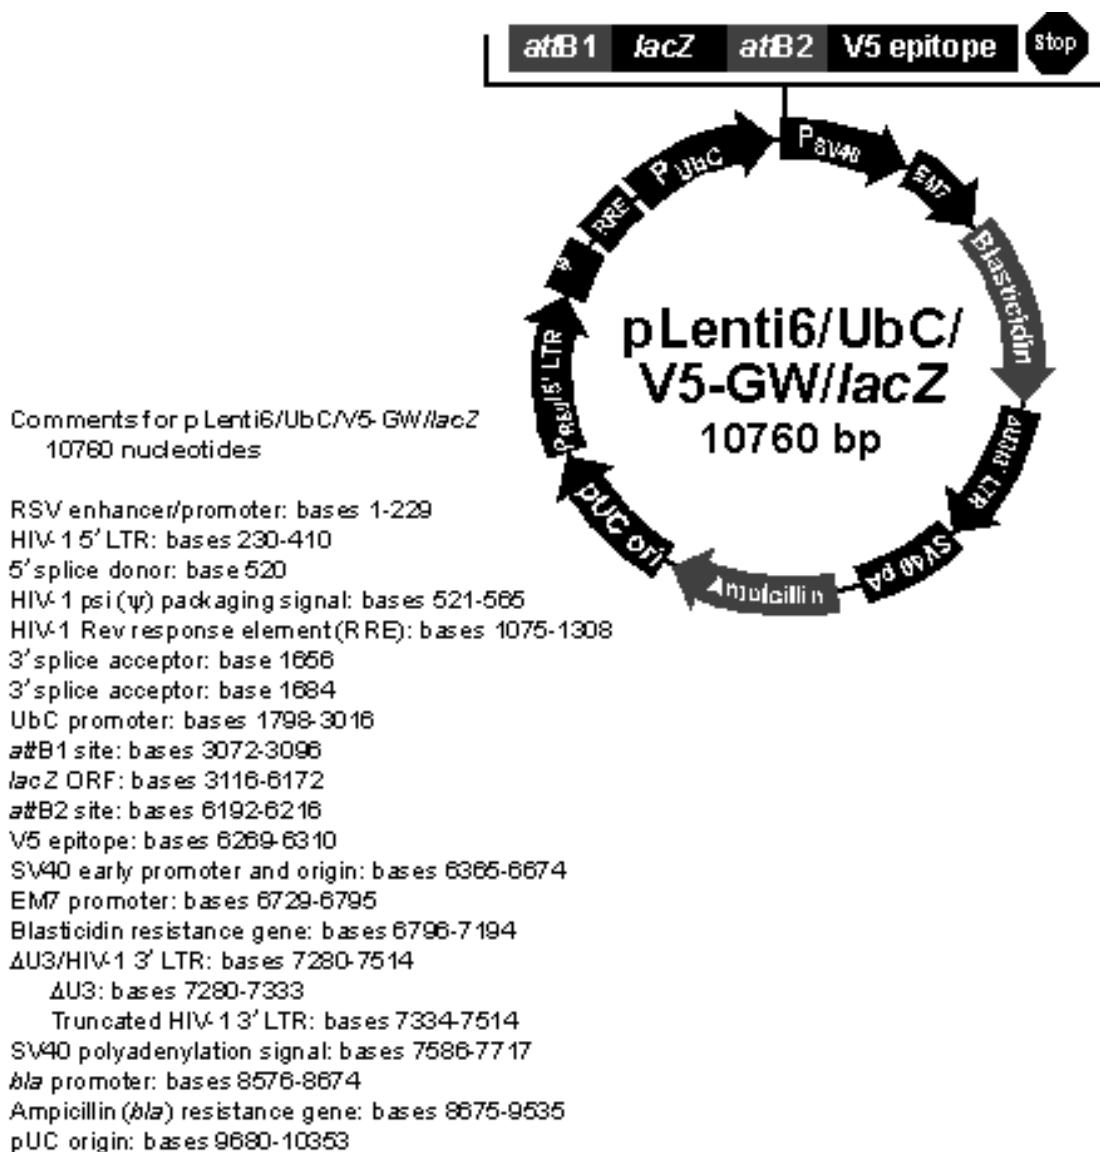 attB1 lacZ attB2 V5 epitope Stop
PSV40
EM7
Blasticidin
ΔU3/3' LTR
SV40 pA
Ampicillin
pUC ori
PRSV/5' LTR
Ψ
RRE
PUbC
pLenti6/UbC/
V5-GW/lacZ
10760 bp
Comments for pLenti6/UbC/V5-GW/lacZ
10760 nucleotides
RSV enhancer/promoter: bases 1-229
HIV-1 5' LTR: bases 230-410
5' splice donor: base 520
HIV-1 psi (ψ) packaging signal: bases 521-565
HIV-1 Rev response element (RRE): bases 1075-1308
3' splice acceptor: base 1656
3' splice acceptor: base 1684
UbC promoter: bases 1798-3016
attB1 site: bases 3072-3096
lacZ ORF: bases 3116-6172
attB2 site: bases 6192-6216
V5 epitope: bases 6269-6310
SV40 early promoter and origin: bases 6365-6674
EM7 promoter: bases 6729-6795
Blasticidin resistance gene: bases 6796-7194
ΔU3/HIV-1 3' LTR: bases 7280-7514
ΔU3: bases 7280-7333
Truncated HIV-1 3' LTR: bases 7334-7514
SV40 polyadenylation signal: bases 7586-7717
bla promoter: bases 8576-8674
Ampicillin (bla) resistance gene: bases 8675-9535
pUC origin: bases 9680-10353